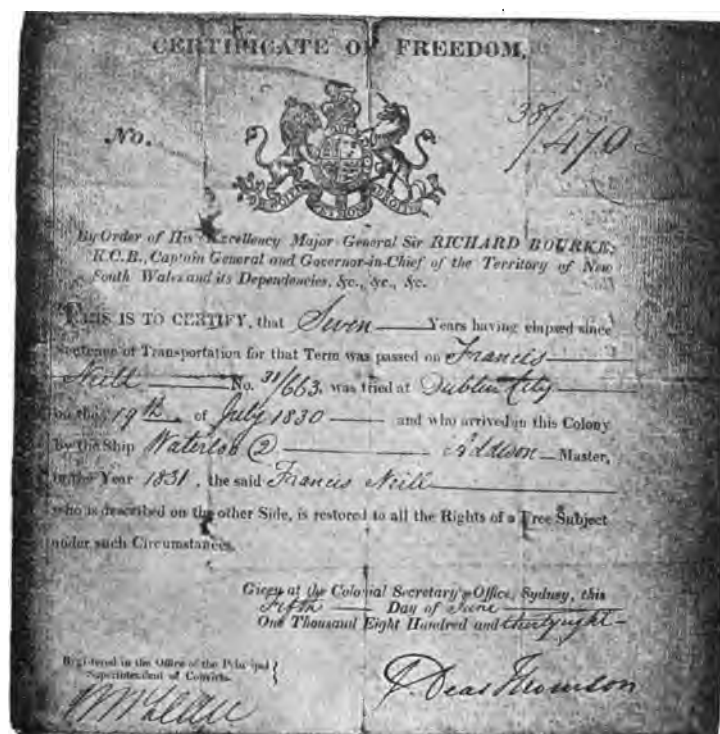 CERTIFICATE OF FREEDOM,
No.
38/470
By Order of His Excellency Major General Sir RICHARD BOURKE,
K.C.B., Captain General and Governor-in-Chief of the Territory of New
South Wales and its Dependencies, &c., &c., &c.
THIS IS TO CERTIFY, that Seven Years having elapsed since
Sentence of Transportation for that Term was passed on Francis
Neill No. 31/663, was tried at Dublin City
on the 19th of July 1830 and who arrived in this Colony
by the Ship Waterloo (2) Addison Master,
in the Year 1831, the said Francis Neill
who is described on the other Side, is restored to all the Rights of a Free Subject
under such Circumstances.
Given at the Colonial Secretary's Office, Sydney, this
Fifth Day of June
One Thousand Eight Hundred and thirty eight
Registered in the Office of the Principal
Superintendent of Convicts.
E. Deas Thomson